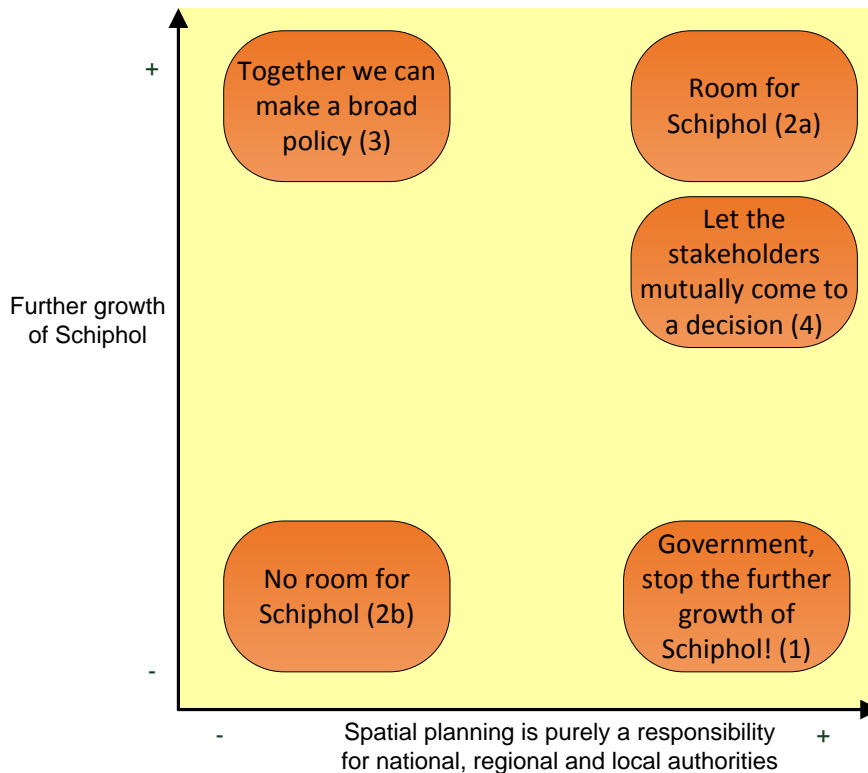 +
Together we can
make a broad
policy (3)
Room for
Schiphol (2a)
Let the
stakeholders
mutually come to
a decision (4)
Further growth
of Schiphol
No room for
Schiphol (2b)
Government,
stop the further
growth of
Schiphol! (1)
-
-
Spatial planning is purely a responsibility
for national, regional and local authorities
+